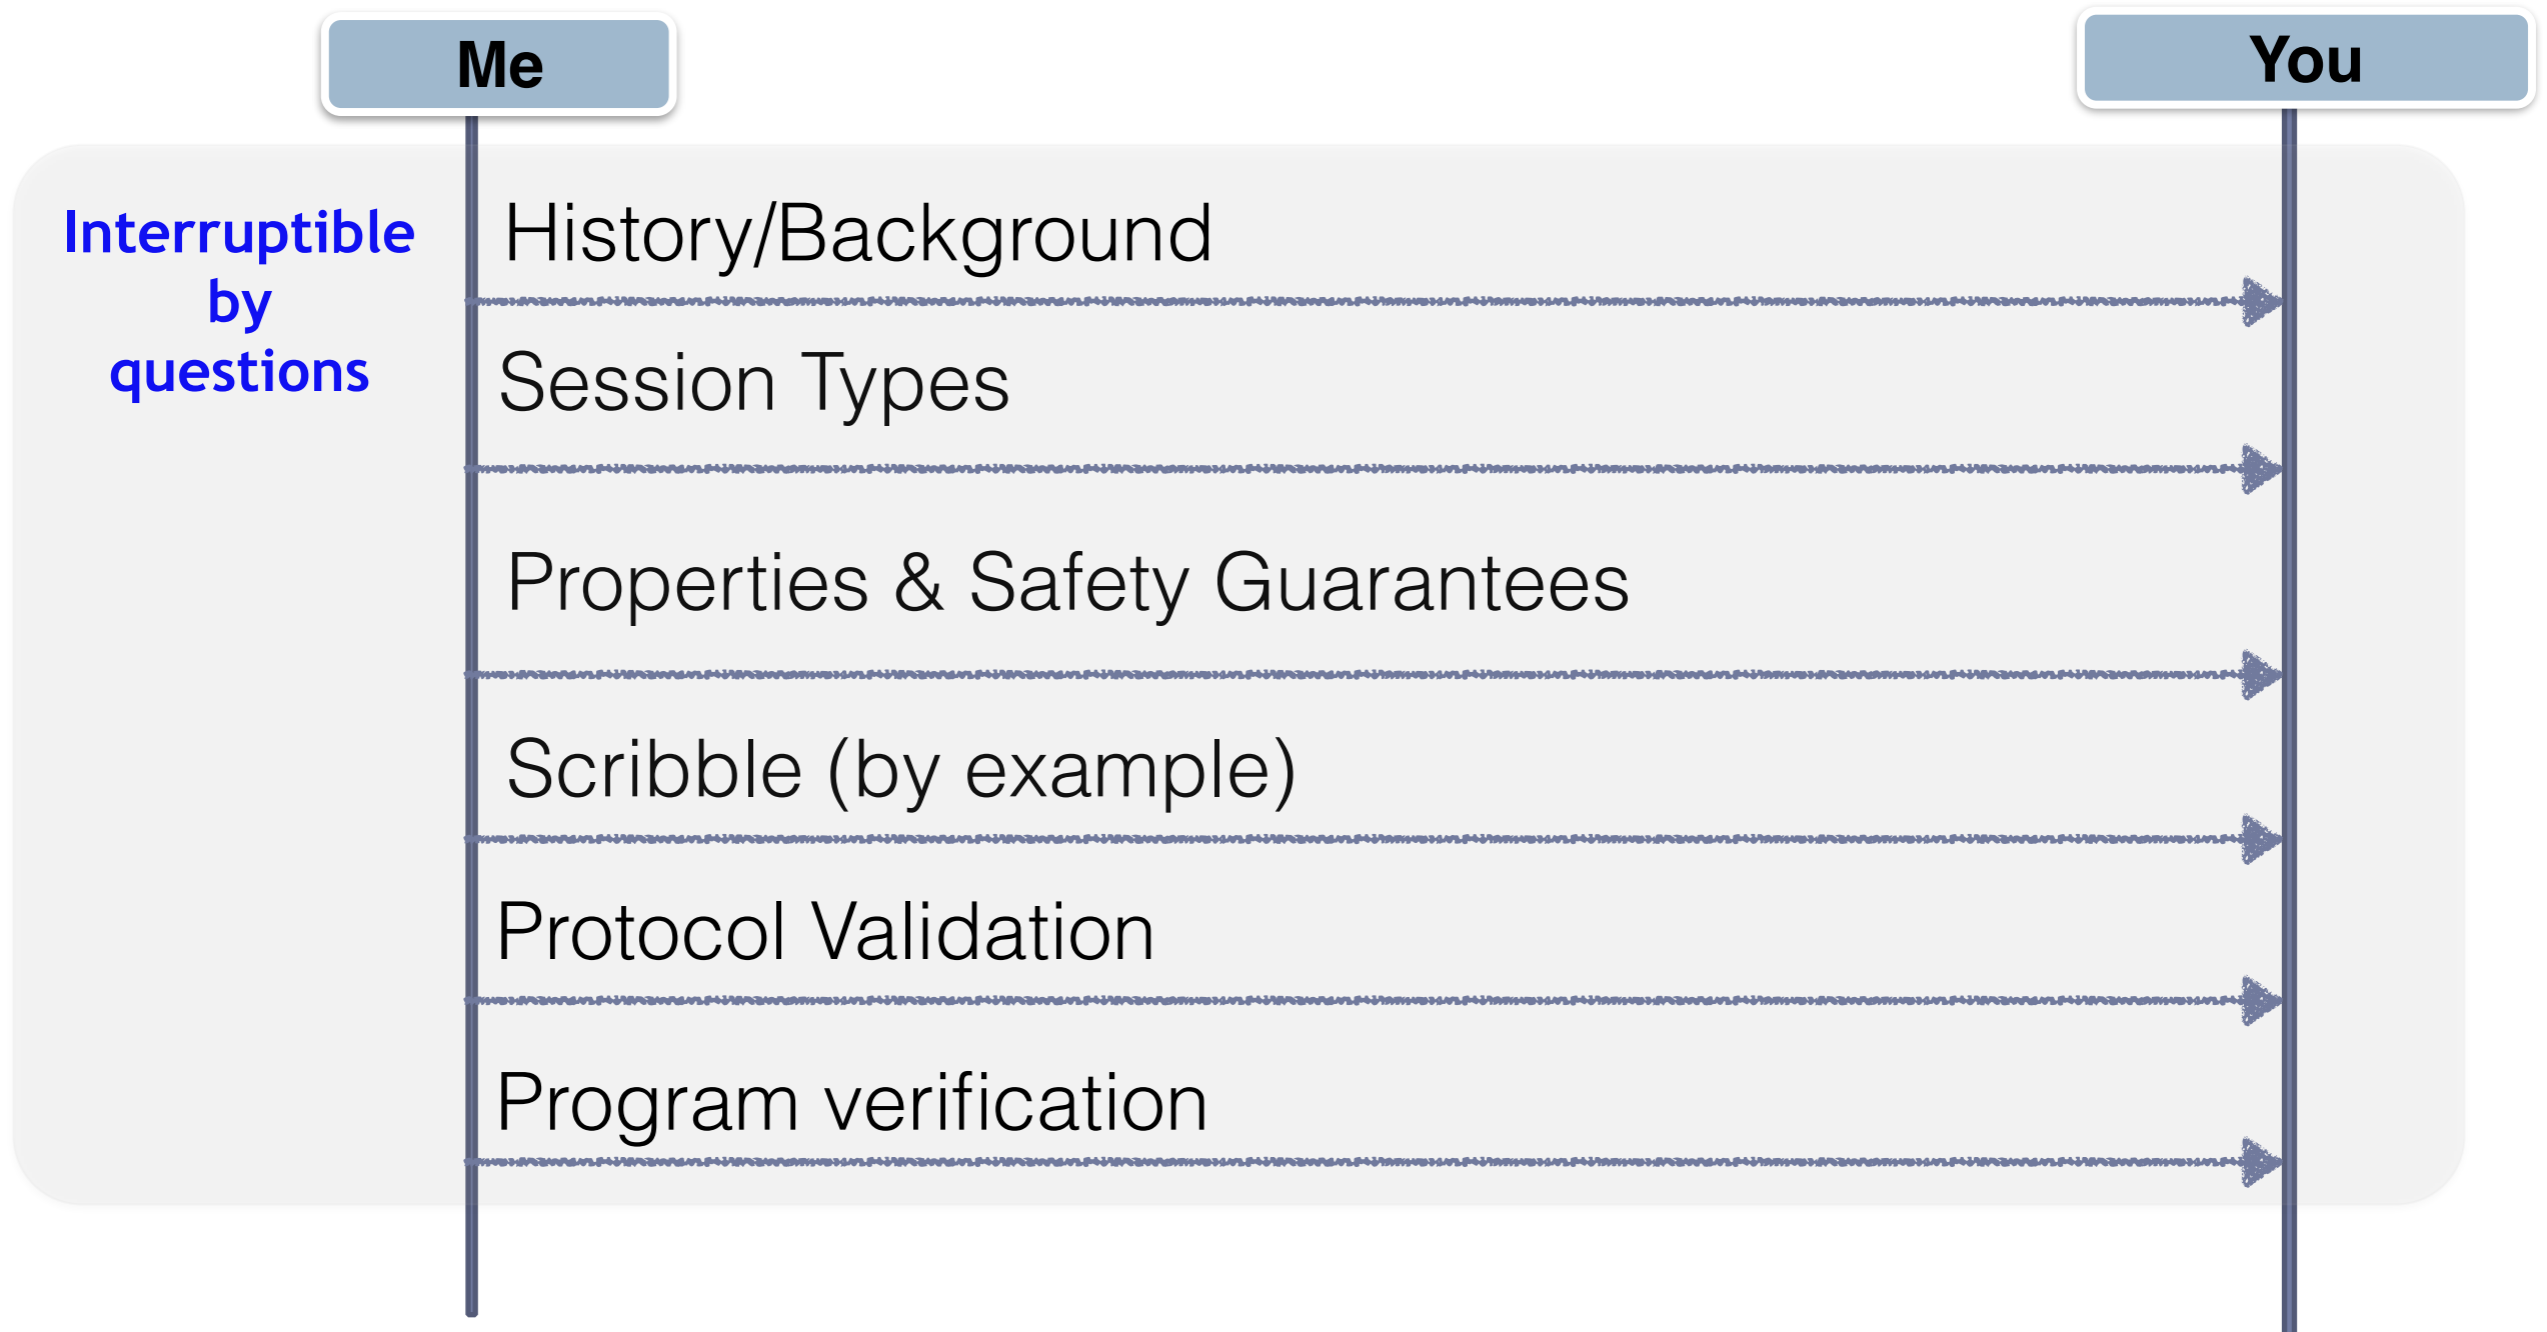 Me
You
Interruptible
by
questions
History/Background
Session Types
Properties & Safety Guarantees
Scribble (by example)
Protocol Validation
Program verification